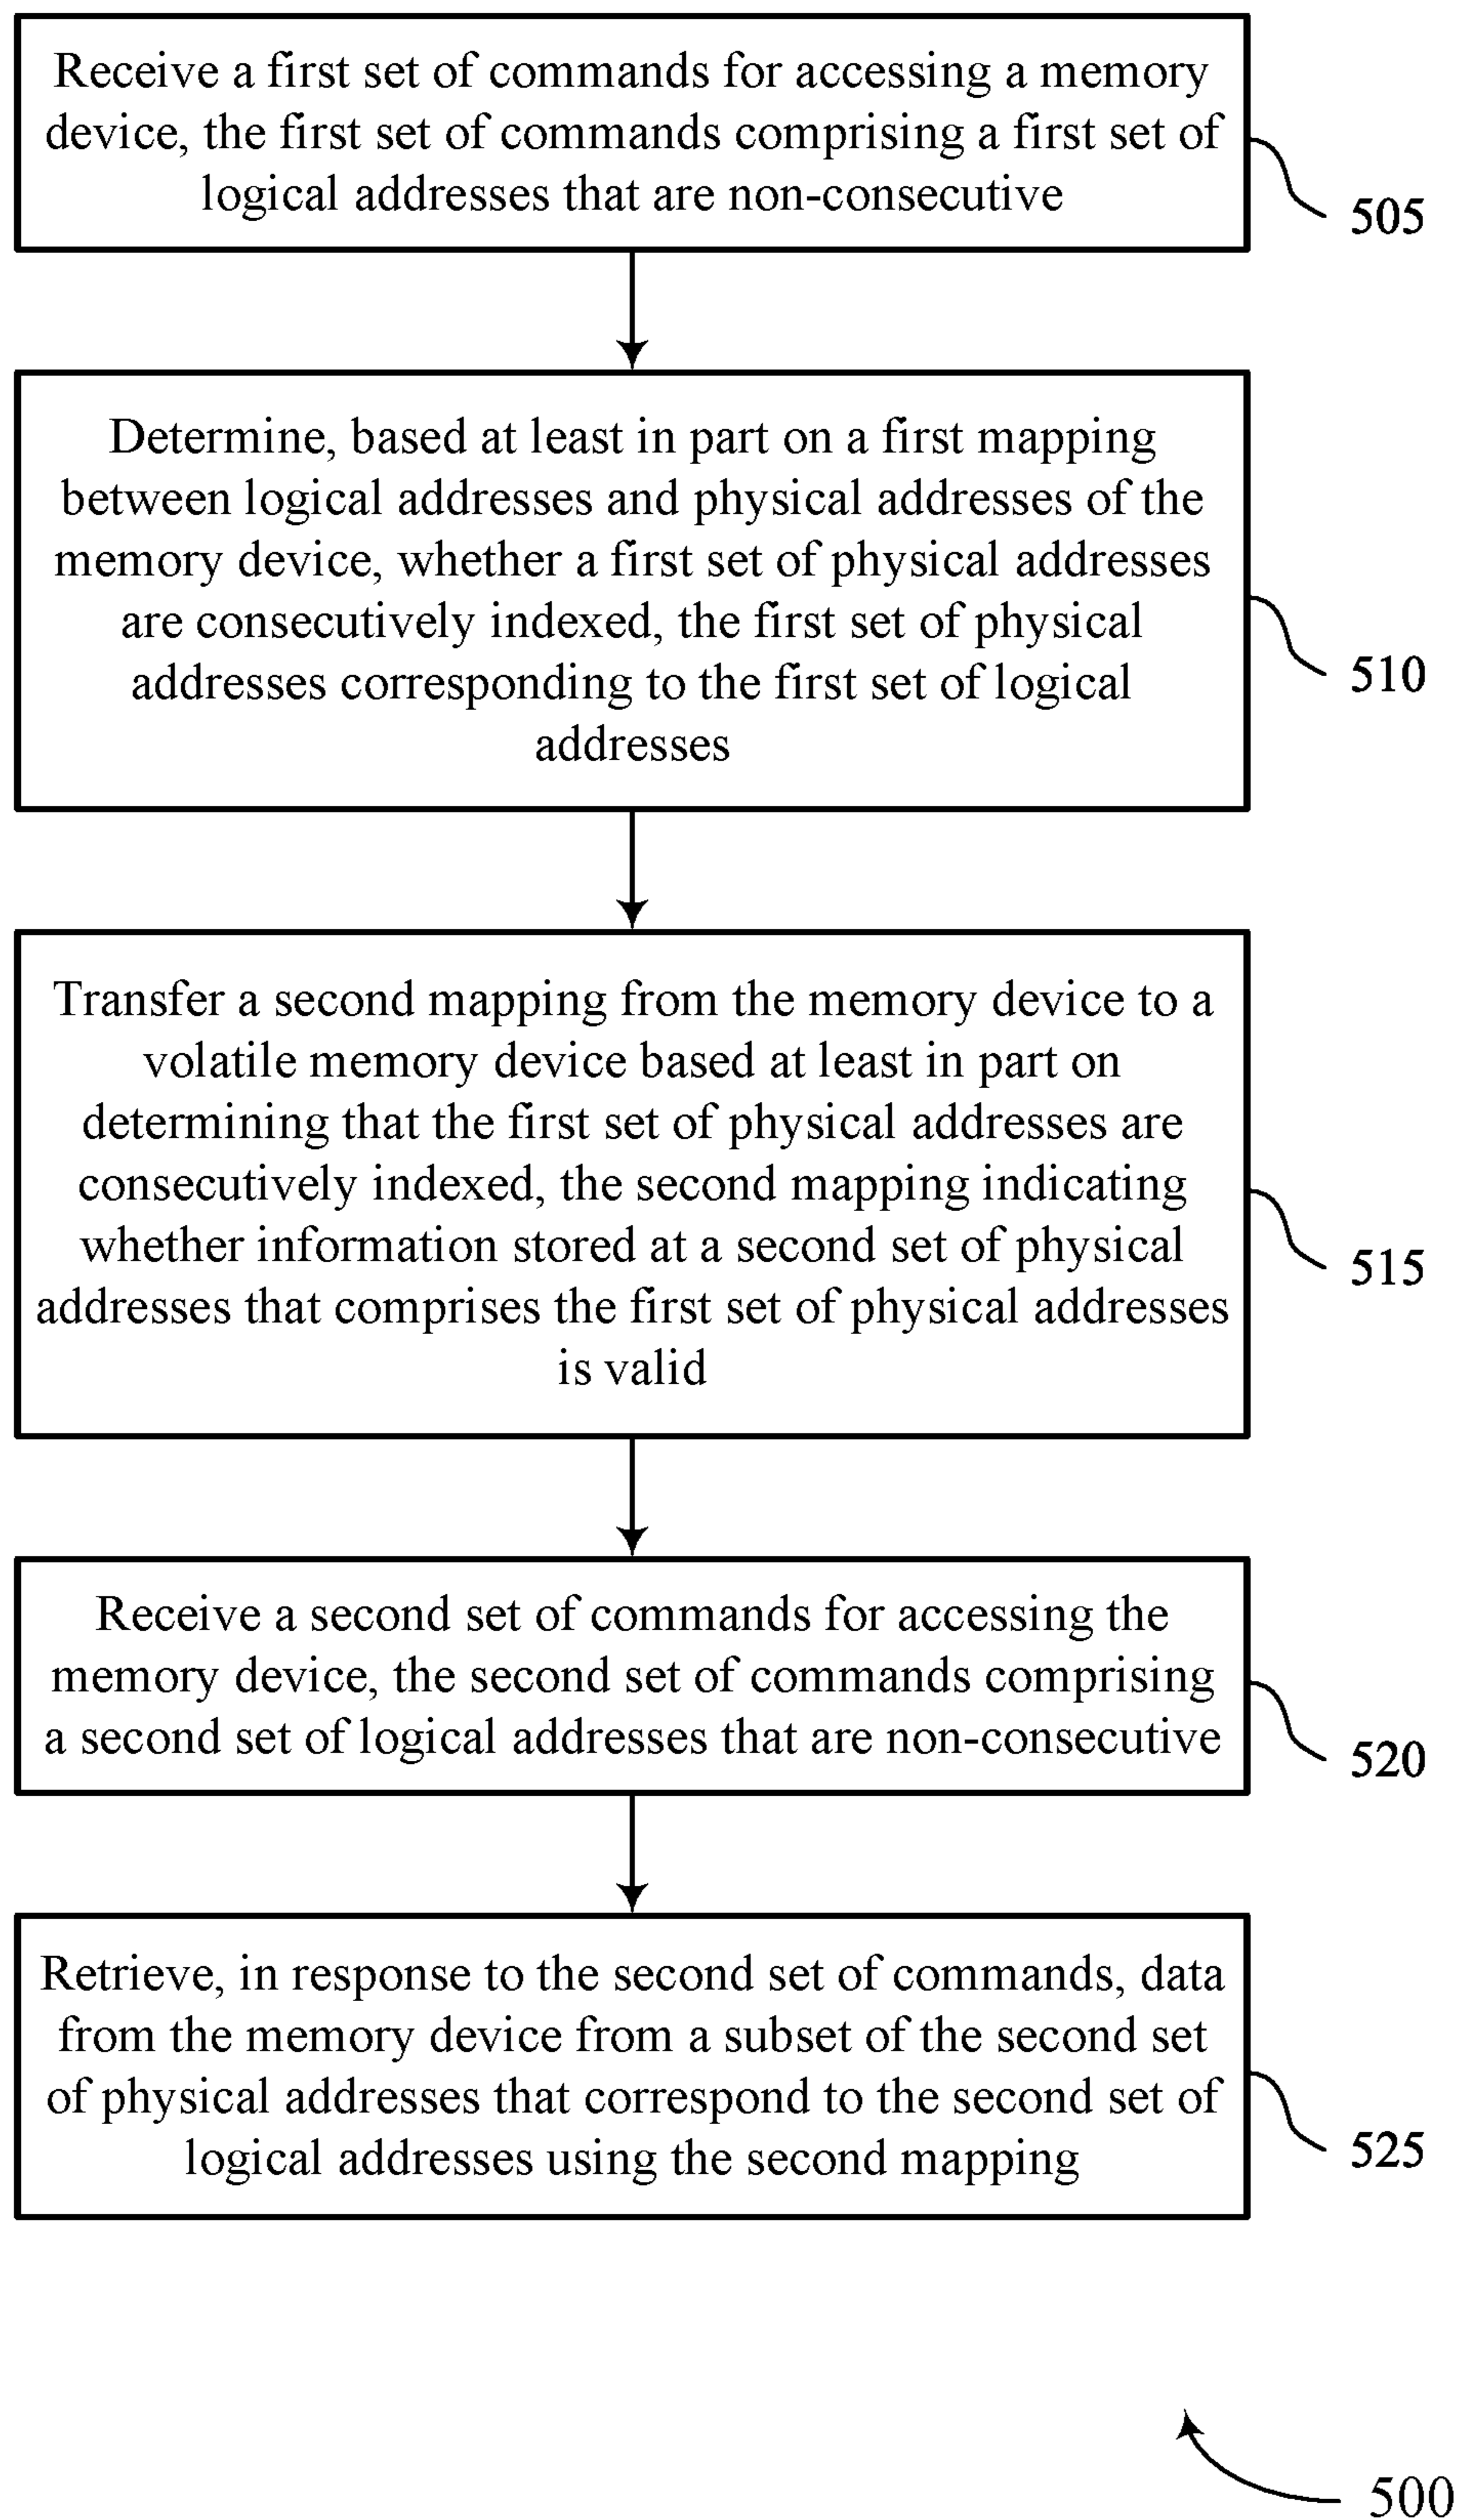 Receive a first set of commands for accessing a memory
device, the first set of commands comprising a first set of
logical addresses that are non-consecutive
505
Determine, based at least in part on a first mapping
between logical addresses and physical addresses of the
memory device, whether a first set of physical addresses
are consecutively indexed, the first set of physical
addresses corresponding to the first set of logical
addresses
510
Transfer a second mapping from the memory device to a
volatile memory device based at least in part on
determining that the first set of physical addresses are
consecutively indexed, the second mapping indicating
whether information stored at a second set of physical
addresses that comprises the first set of physical addresses
is valid
515
Receive a second set of commands for accessing the
memory device, the second set of commands comprising
a second set of logical addresses that are non-consecutive
520
Retrieve, in response to the second set of commands, data
from the memory device from a subset of the second set
of physical addresses that correspond to the second set of
logical addresses using the second mapping
525
500